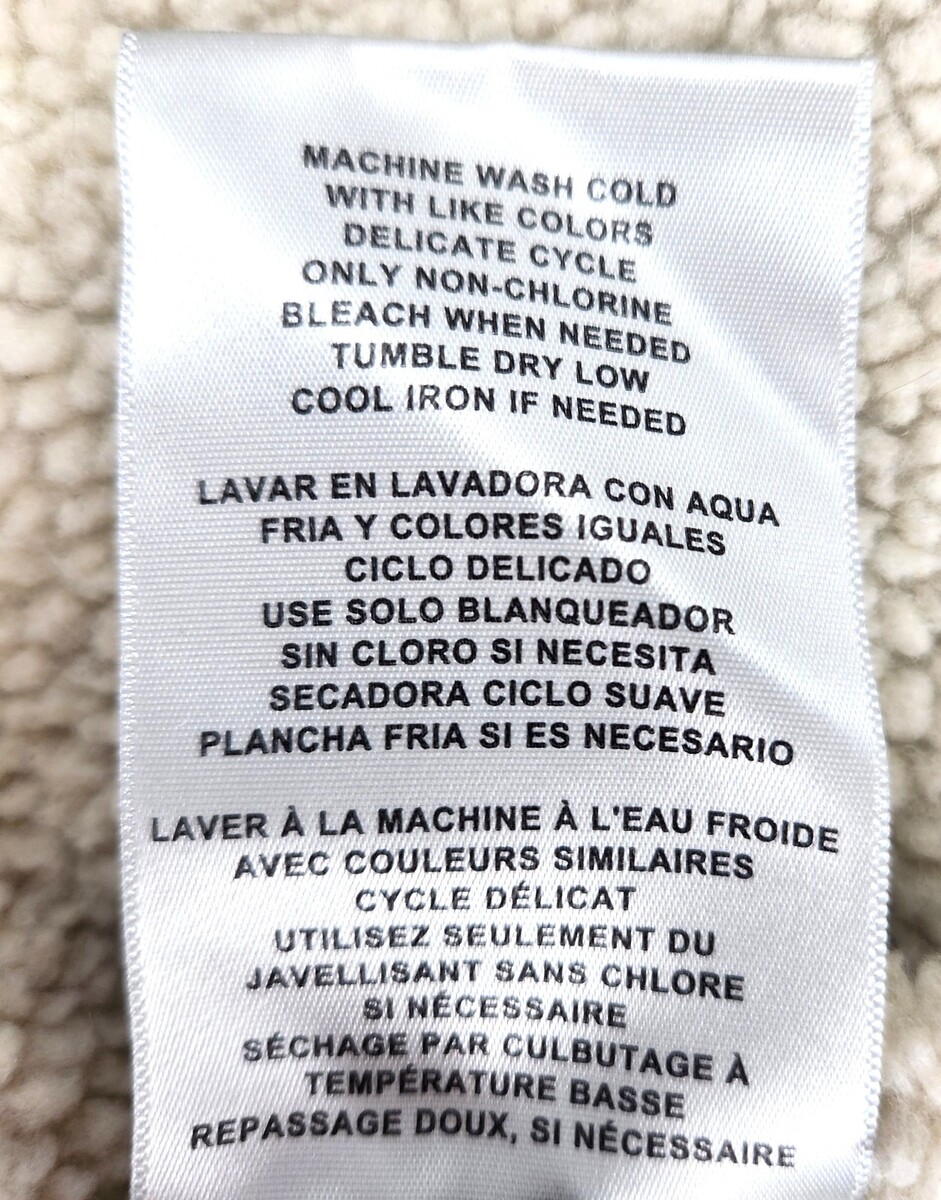 MACHINE WASH COLD
WITH LIKE COLORS
DELICATE CYCLE
ONLY NON-CHLORINE
BLEACH WHEN NEEDED
TUMBLE DRY LOW
COOL IRON IF NEEDED
LAVAR EN LAVADORA CON AQUA
FRIA Y COLORES IGUALES
CICLO DELICADO
USE SOLO BLANQUEADOR
SIN CLORO SI NECESITA
SECADORA CICLO SUAVE
PLANCHA FRIA SI ES NECESARIO
LAVER À LA MACHINE À L'EAU FROIDE
AVEC COULEURS SIMILAIRES
CYCLE DÉLICAT
UTILISEZ SEULEMENT DU
JAVELLISANT SANS CHLORE
SI NÉCESSAIRE
SÉCHAGE PAR CULBUTAGE À
TEMPÉRATURE BASSE
REPASSAGE DOUX, SI NÉCESSAIRE